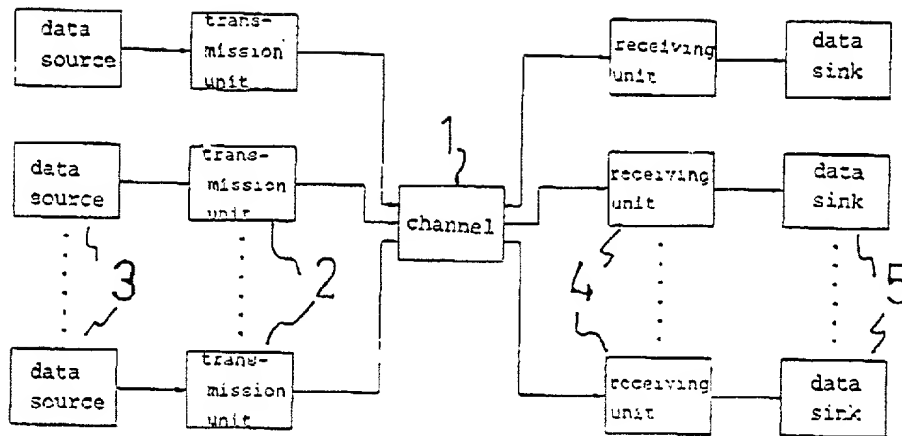 data
source
trans-
mission
unit
receiving
unit
data
sink
data
source
trans-
mission
unit
1
channel
receiving
unit
data
sink
3
2
4
5
data
source
trans-
mission
unit
receiving
unit
data
sink